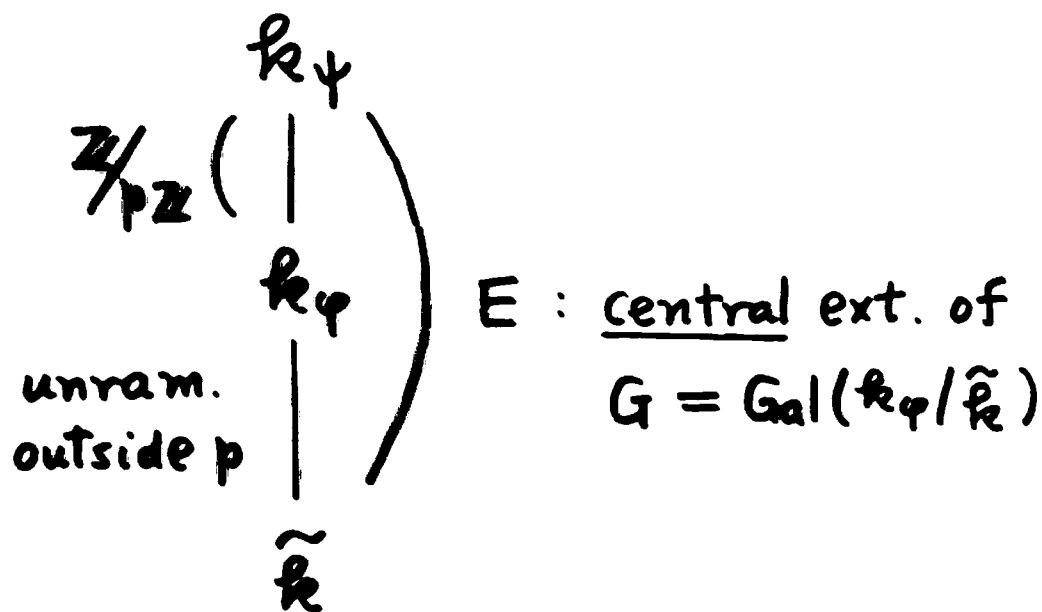 k_ψ
ℤ/pℤ
k_φ
E : central ext. of
G = Gal(k_φ/k̃)
unram.
outside p
k̃